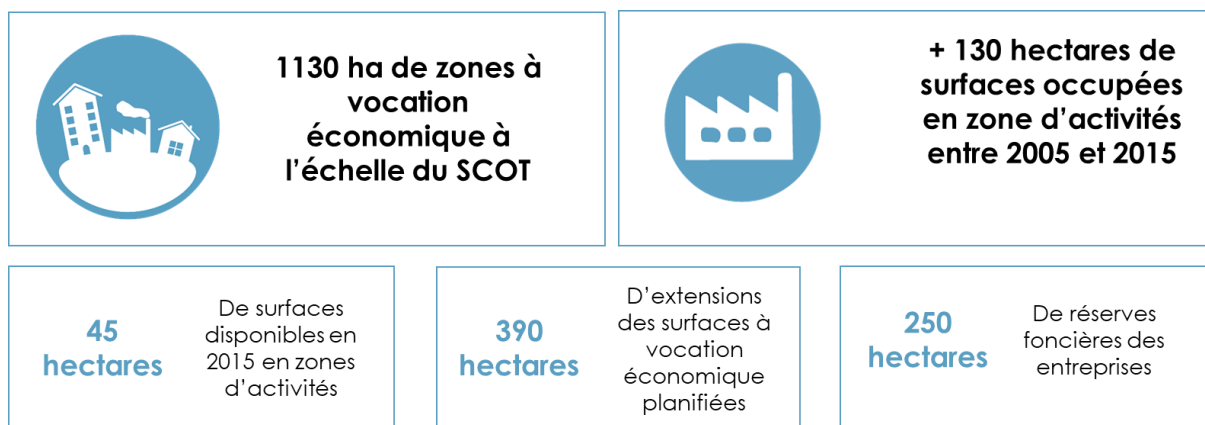 1130 ha de zones à
vocation
économique à
l'échelle du SCOT
+ 130 hectares de
surfaces occupées
en zone d'activités
entre 2005 et 2015
45
hectares
De surfaces
disponibles en
2015 en zones
d'activités
390
hectares
D'extensions
des surfaces à
vocation
économique
planifiées
250
hectares
De réserves
foncières des
entreprises